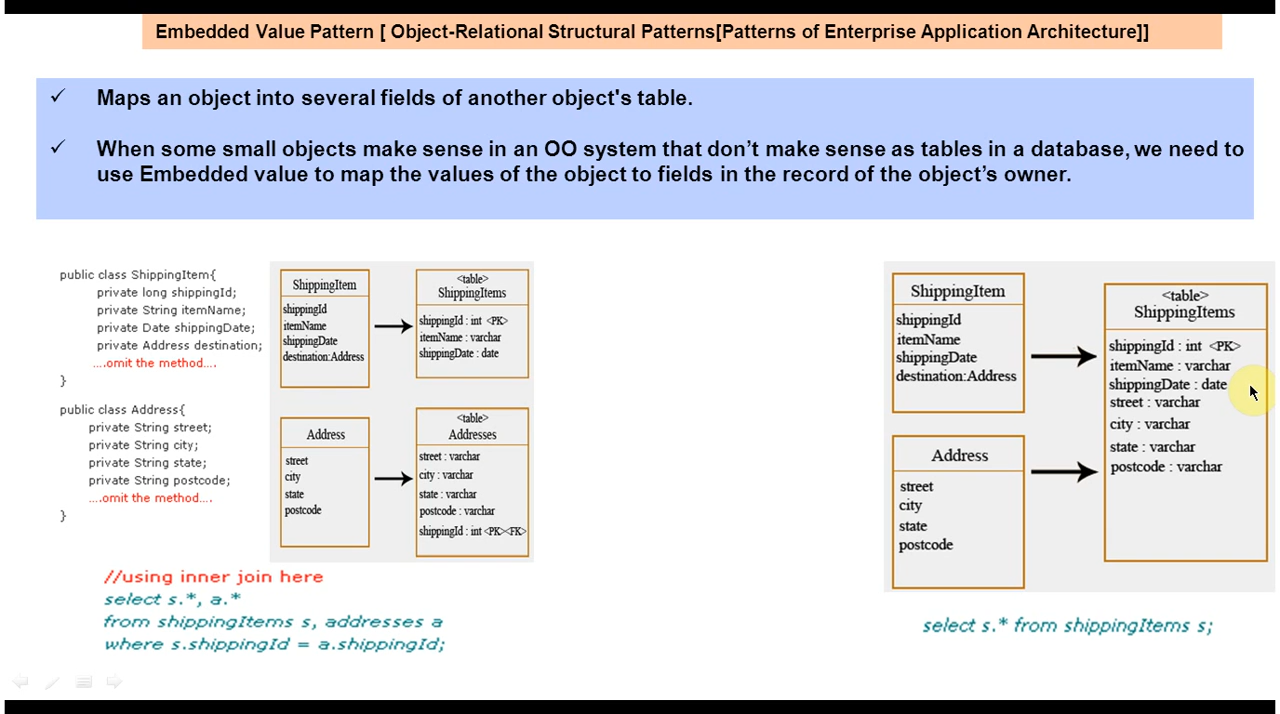 Embedded Value Pattern [ Object-Relational Structural Patterns[Patterns of Enterprise Application Architecture]]
✓ Maps an object into several fields of another object's table.
✓ When some small objects make sense in an OO system that don’t make sense as tables in a database, we need to
use Embedded value to map the values of the object to fields in the record of the object’s owner.
public class ShippingItem{
private long shippingId;
private String itemName;
private Date shippingDate;
private Address destination;
....omit the method....
}
public class Address{
private String street;
private String city;
private String state;
private String postcode;
....omit the method....
}
ShippingItem
shippingId
itemName
shippingDate
destination:Address
<table>
ShippingItems
shippingId : int <PK>
itemName : varchar
shippingDate : date
Address
street
city
state
postcode
<table>
Addresses
street : varchar
city : varchar
state : varchar
postcode : varchar
shippingId : int <PK><FK>
//using inner join here
select s.*, a.*
from shippingItems s, addresses a
where s.shippingId = a.shippingId;
ShippingItem
shippingId
itemName
shippingDate
destination:Address
Address
street
city
state
postcode
<table>
ShippingItems
shippingId : int <PK>
itemName : varchar
shippingDate : date
street : varchar
city : varchar
state : varchar
postcode : varchar
select s.* from shippingItems s;